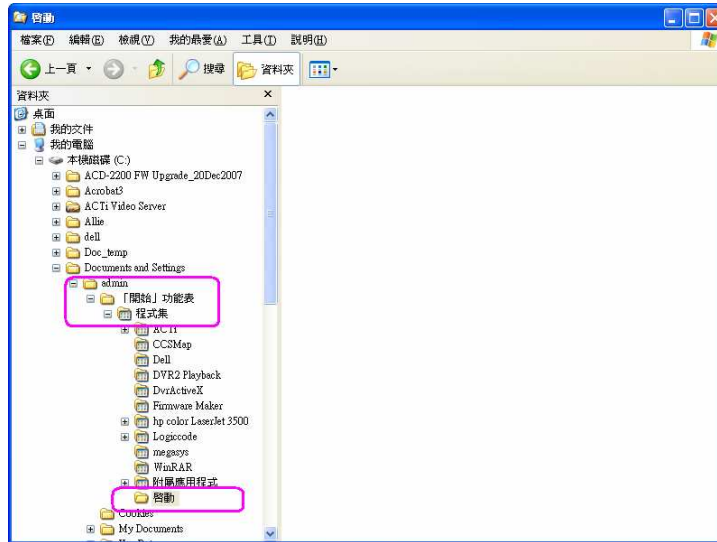 啓動
檔案(F) 編輯(E) 檢視(V) 我的最愛(A) 工具(T) 說明(H)
上一頁 搜尋 資料夾
資料夾 x
桌面
我的文件
我的電腦
本機磁碟 (C:)
ACD-2200 FW Upgrade_20Dec2007
Acrobat3
ACTi Video Server
Allie
dell
Doc_temp
Documents and Settings
admin
「開始」功能表
程式集
ACTi
CCSMap
Dell
DVR2 Playback
DvrActiveX
Firmware Maker
hp color LaserJet 3500
Logiccode
megasys
WinRAR
附屬應用程式
啓動
Cookies
My Documents